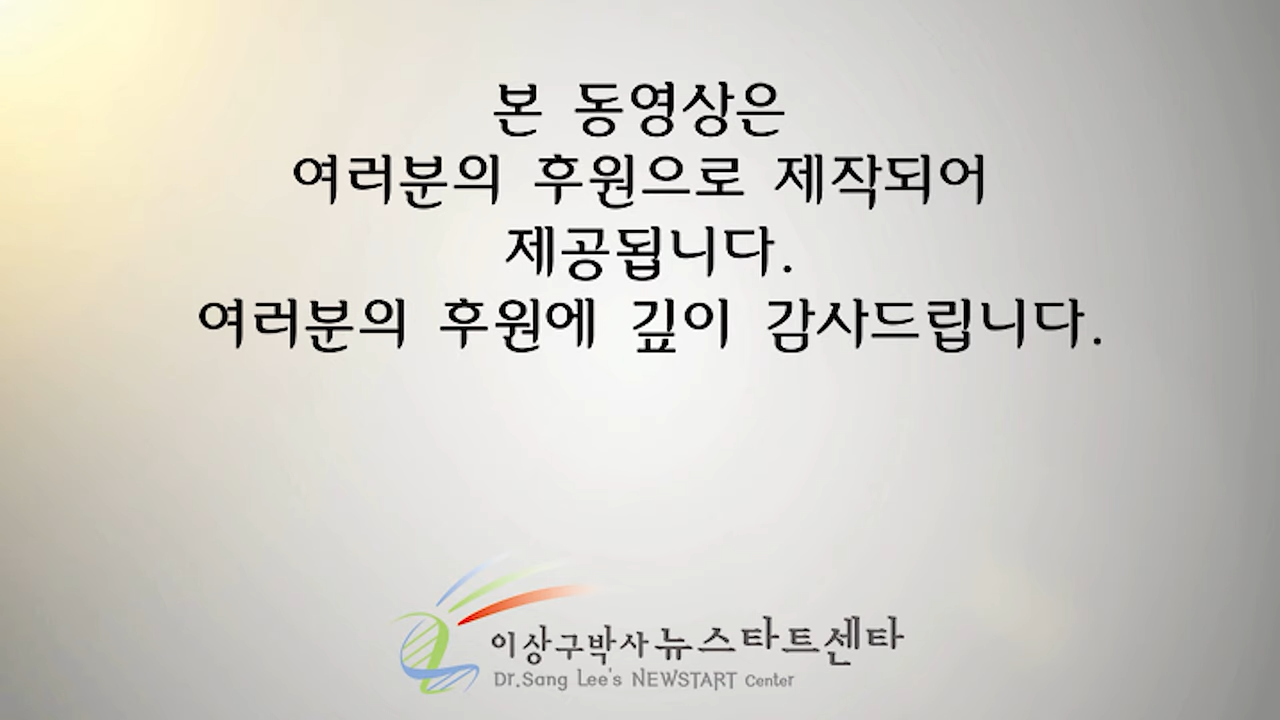 본 동영상은
여러분의 후원으로 제작되어
제공됩니다.
여러분의 후원에 깊이 감사드립니다.
이상구박사뉴스타트센타
Dr.Sang Lee's NEWSTART Center